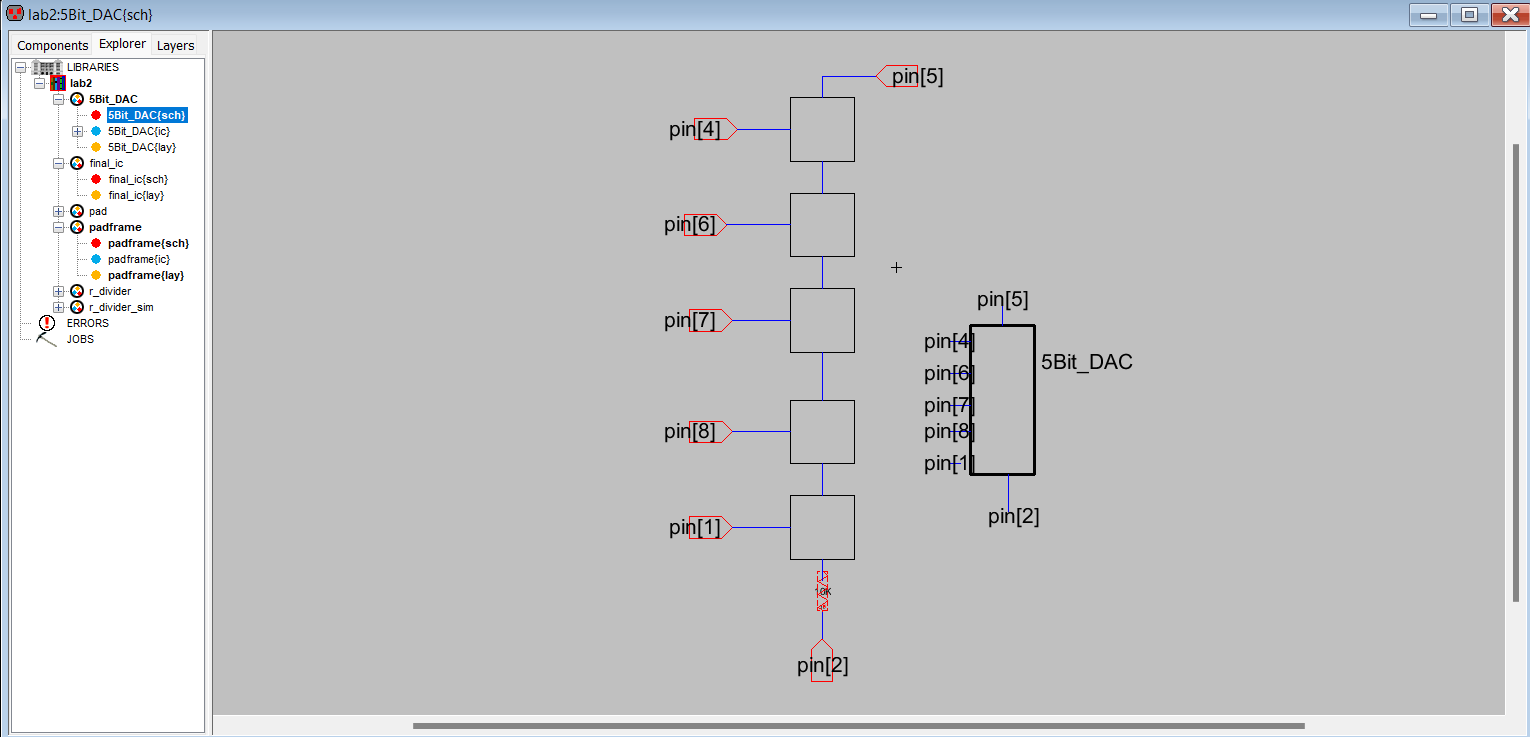 lab2:5Bit_DAC{sch}
Components Explorer Layers
LIBRARIES
lab2
5Bit_DAC
5Bit_DAC{sch}
5Bit_DAC{ic}
5Bit_DAC{lay}
final_ic
final_ic{sch}
final_ic{lay}
pad
padframe
padframe{sch}
padframe{ic}
padframe{lay}
r_divider
r_divider_sim
ERRORS
JOBS
pin[5]
pin[4]
pin[6]
pin[7]
pin[8]
pin[1]
10K
pin[2]
pin[5]
pin[4]
5Bit_DAC
pin[6]
pin[7]
pin[8]
pin[1]
pin[2]